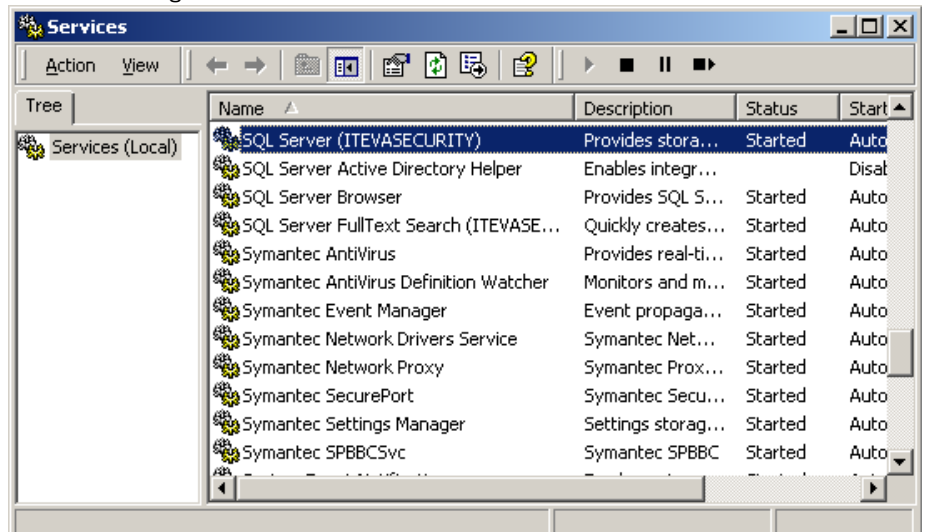 Services
Action View
Tree
Name Description Status Start
Services (Local)
SQL Server (ITEVASECURITY) Provides stora... Started Auto
SQL Server Active Directory Helper Enables integr... Disab
SQL Server Browser Provides SQL S... Started Auto
SQL Server FullText Search (ITEVASE... Quickly creates... Started Auto
Symantec AntiVirus Provides real-ti... Started Auto
Symantec AntiVirus Definition Watcher Monitors and m... Started Auto
Symantec Event Manager Event propaga... Started Auto
Symantec Network Drivers Service Symantec Net... Started Auto
Symantec Network Proxy Symantec Prox... Started Auto
Symantec SecurePort Symantec Secu... Started Auto
Symantec Settings Manager Settings storag... Started Auto
Symantec SPBBCSvc Symantec SPBBC Started Auto